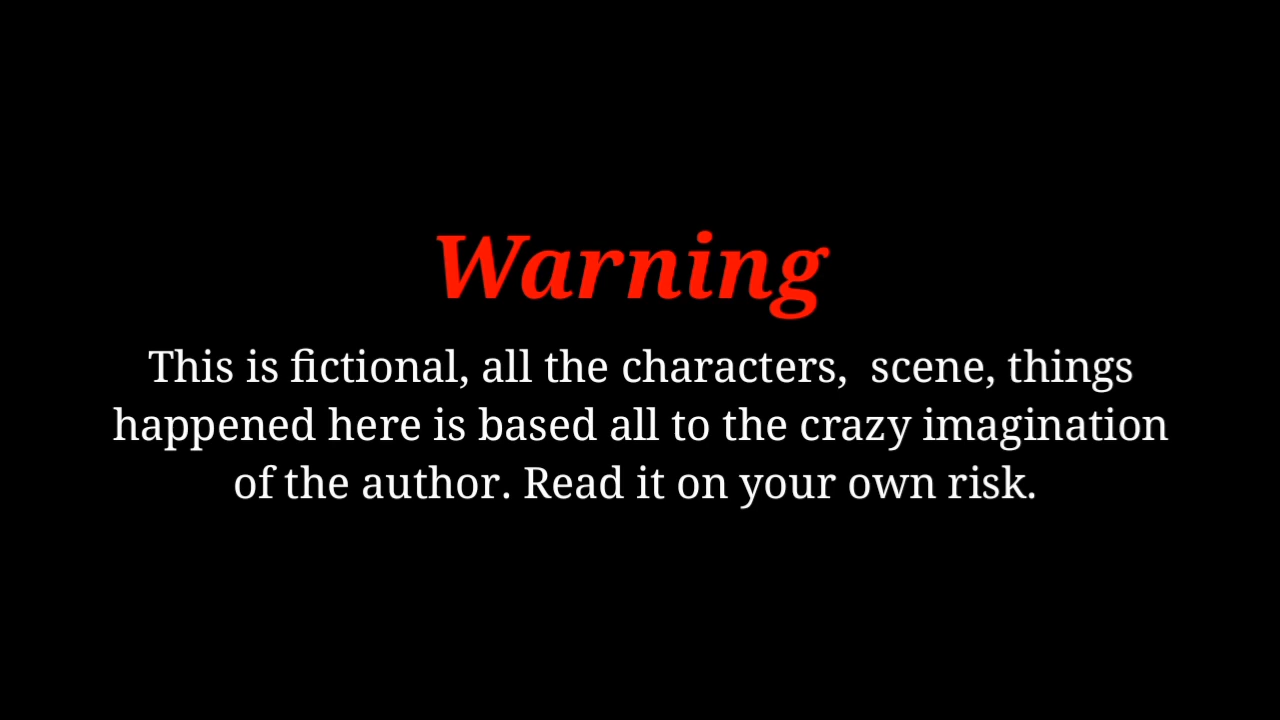 Warning
This is fictional, all the characters,  scene, things
happened here is based all to the crazy imagination
of the author. Read it on your own risk.